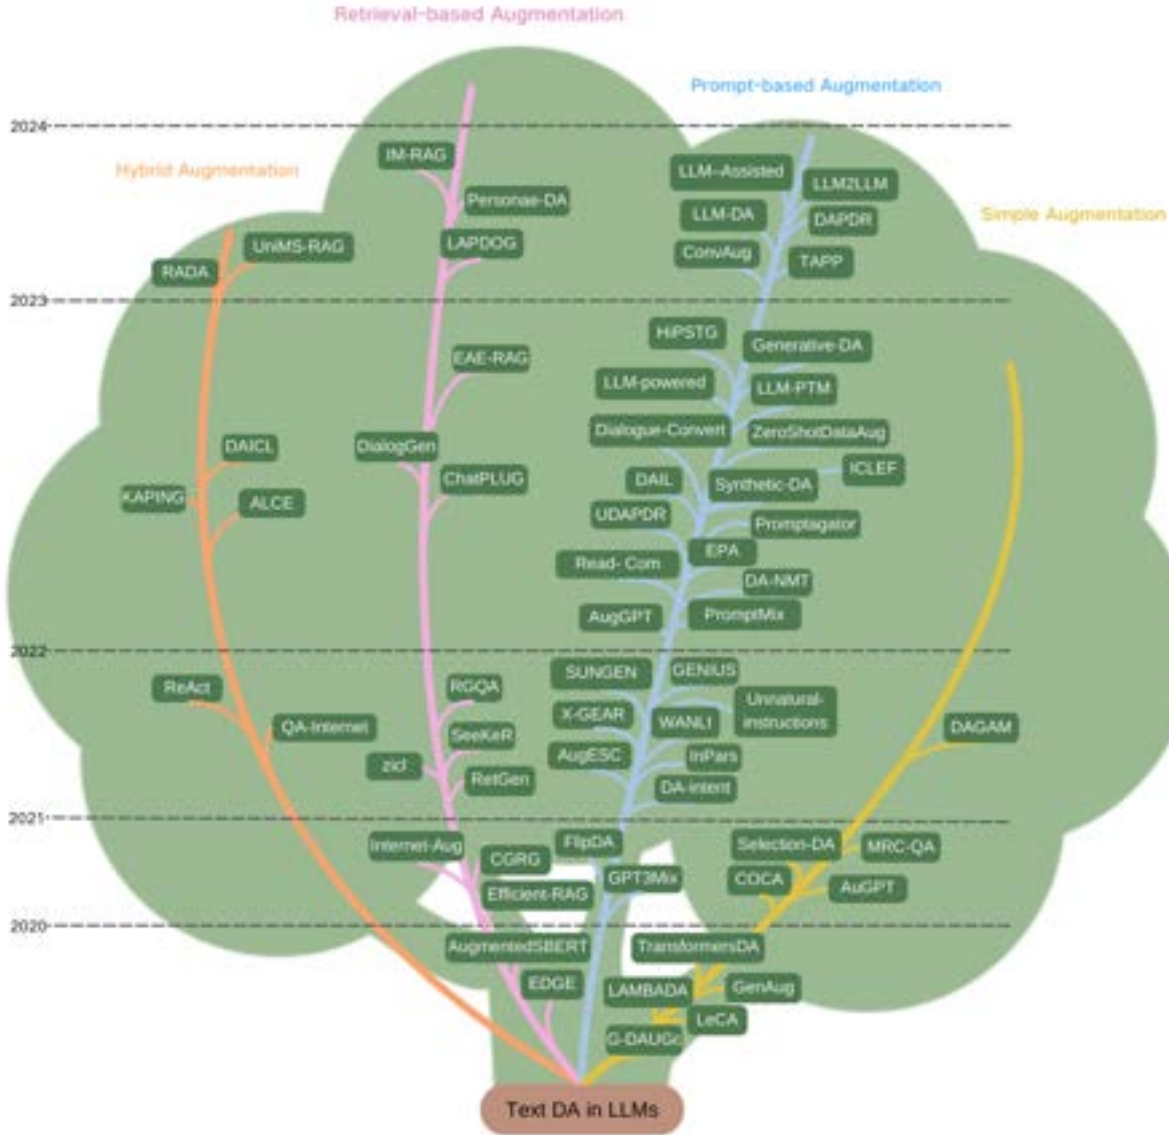 Retrieval-based Augmentation
Prompt-based Augmentation
2024
IM-RAG
Hybrid Augmentation
LLM-Assisted
LLM2LLM
Personae-DA
LLM-DA
DAPDR
Simple Augmentation
UniMS-RAG
LAPDOG
ConvAug
TAPP
RADA
2023
HiPSTG
Generative-DA
EAE-RAG
LLM-powered
LLM-PTM
Dialogue-Convert
ZeroShotDataAug
DAICL
DialogGen
ICLEF
ChatPLUG
DAIL
Synthetic-DA
KAPING
ALCE
UDAPDR
Promptagator
EPA
Read- Com
DA-NMT
AugGPT
PromptMix
2022
SUNGEN
GENIUS
ReAct
RGQA
Unnatural-
instructions
X-GEAR
WANLI
QA-Internet
SeeKeR
DAGAM
AugESC
InPars
zicl
RetGen
DA-intent
2021
Internet-Aug
FlipDA
Selection-DA
MRC-QA
CGRG
GPT3Mix
COCA
AuGPT
Efficient-RAG
2020
AugmentedSBERT
TransformersDA
EDGE
LAMBADA
GenAug
LeCA
G-DAUGc
Text DA in LLMs